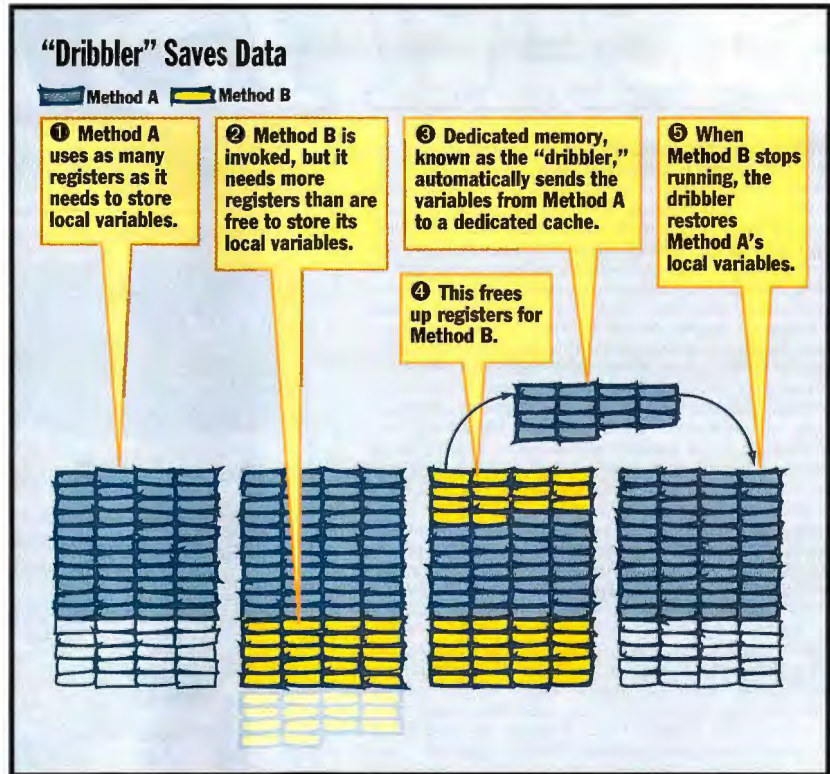 "Dribbler" Saves Data
Method A Method B
❶ Method A
uses as many
registers as it
needs to store
local variables.
❷ Method B is
invoked, but it
needs more
registers than are
free to store its
local variables.
❸ Dedicated memory,
known as the "dribbler,"
automatically sends the
variables from Method A
to a dedicated cache.
❹ This frees
up registers for
Method B.
❺ When
Method B stops
running, the
dribbler
restores
Method A's
local variables.